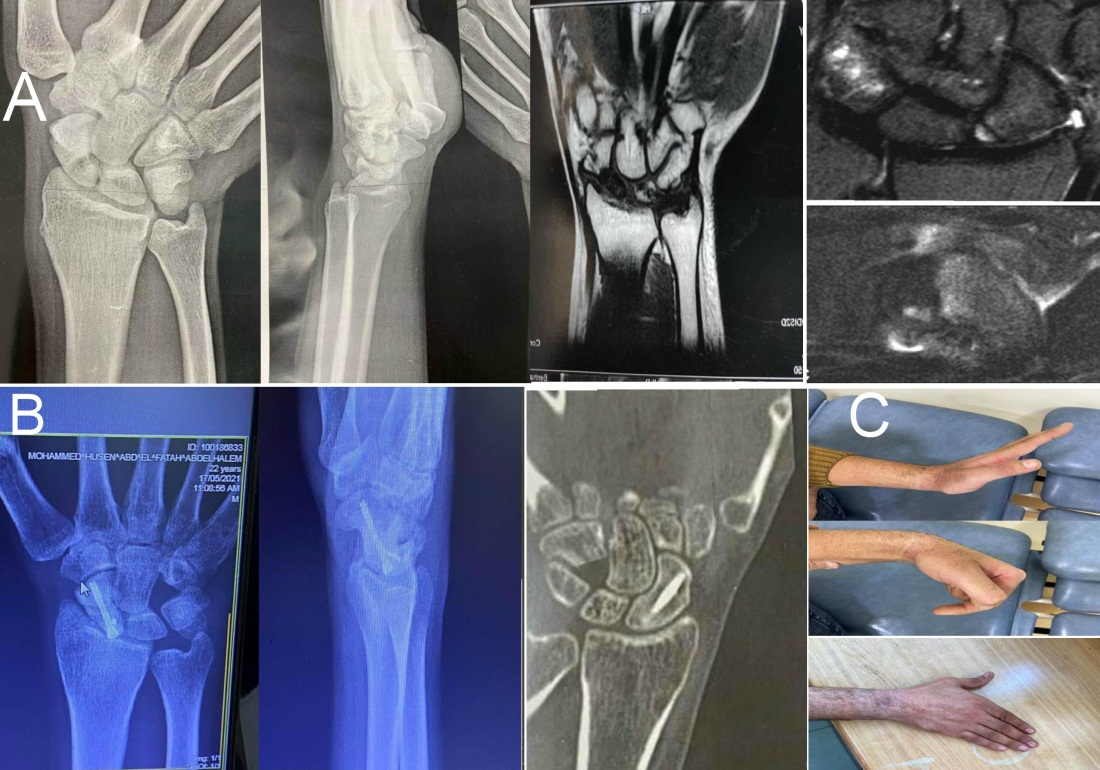 A
B
C
ID: 100186833
MOHAMMED^HUSEN^ABD^EL^FATAH^ABDELHALEM
22 years
17/05/2021
11:08:56 AM
M